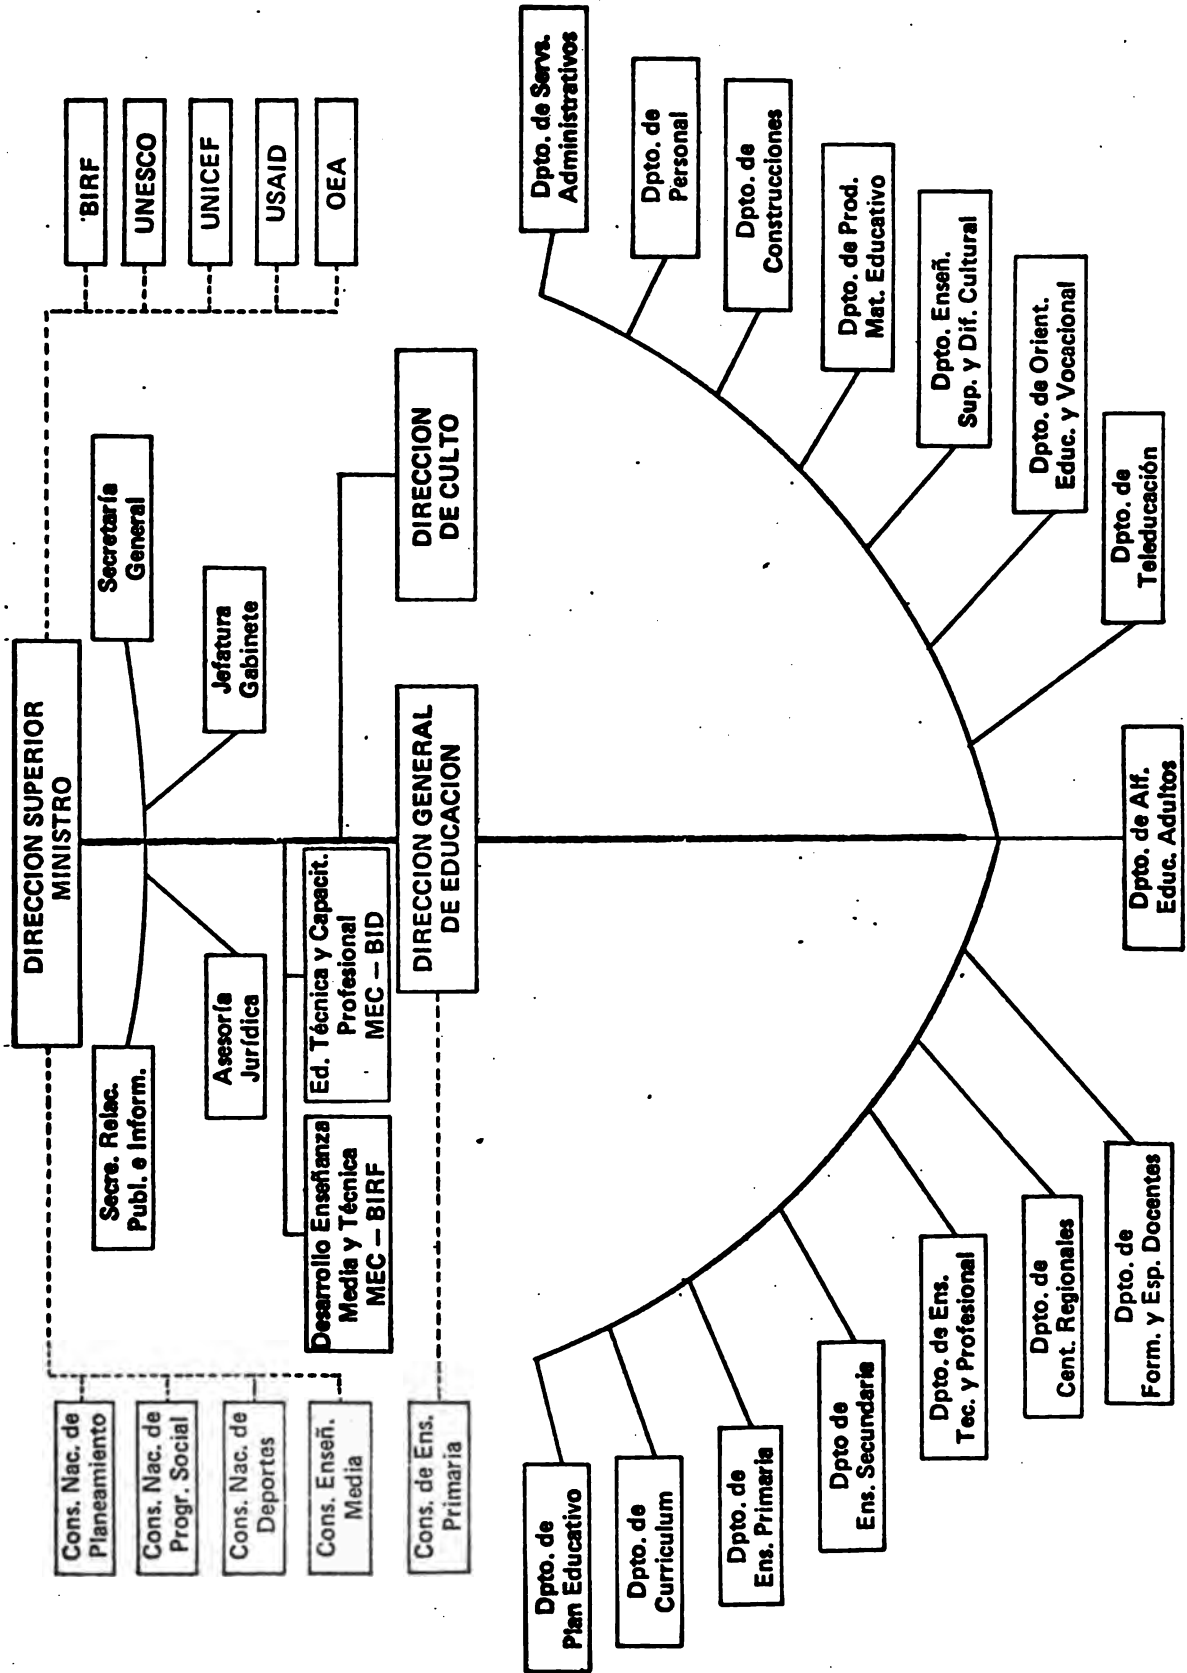 DIRECCION SUPERIOR
MINISTRO
Cons. Nac. de
Planeamiento
Cons. Nac. de
Progr. Social
Cons. Nac. de
Deportes
Cons. Enseñ.
Media
Cons. de Ens.
Primaria
Secre. Relac.
Publ. e Inform.
Asesoría
Jurídica
Secretaría
General
Jefatura
Gabinete
BIRF
UNESCO
UNICEF
USAID
OEA
Desarrollo Enseñanza
Media y Técnica
MEC – BIRF
Ed. Técnica y Capacit.
Profesional
MEC – BID
DIRECCION GENERAL
DE EDUCACION
DIRECCION
DE CULTO
Dpto. de
Plan Educativo
Dpto. de
Curriculum
Dpto. de
Ens. Primaria
Dpto de
Ens. Secundaria
Dpto. de Ens.
Tec. y Profesional
Dpto. de
Cent. Regionales
Dpto. de
Form. y Esp. Docentes
Dpto. de Alf.
Educ. Adultos
Dpto. de
Teleducación
Dpto. de Orient.
Educ. y Vocacional
Dpto. Enseñ.
Sup. y Dif. Cultural
Dpto. de Prod.
Mat. Educativo
Dpto. de
Construcciones
Dpto. de
Personal
Dpto. de Servs.
Administrativos